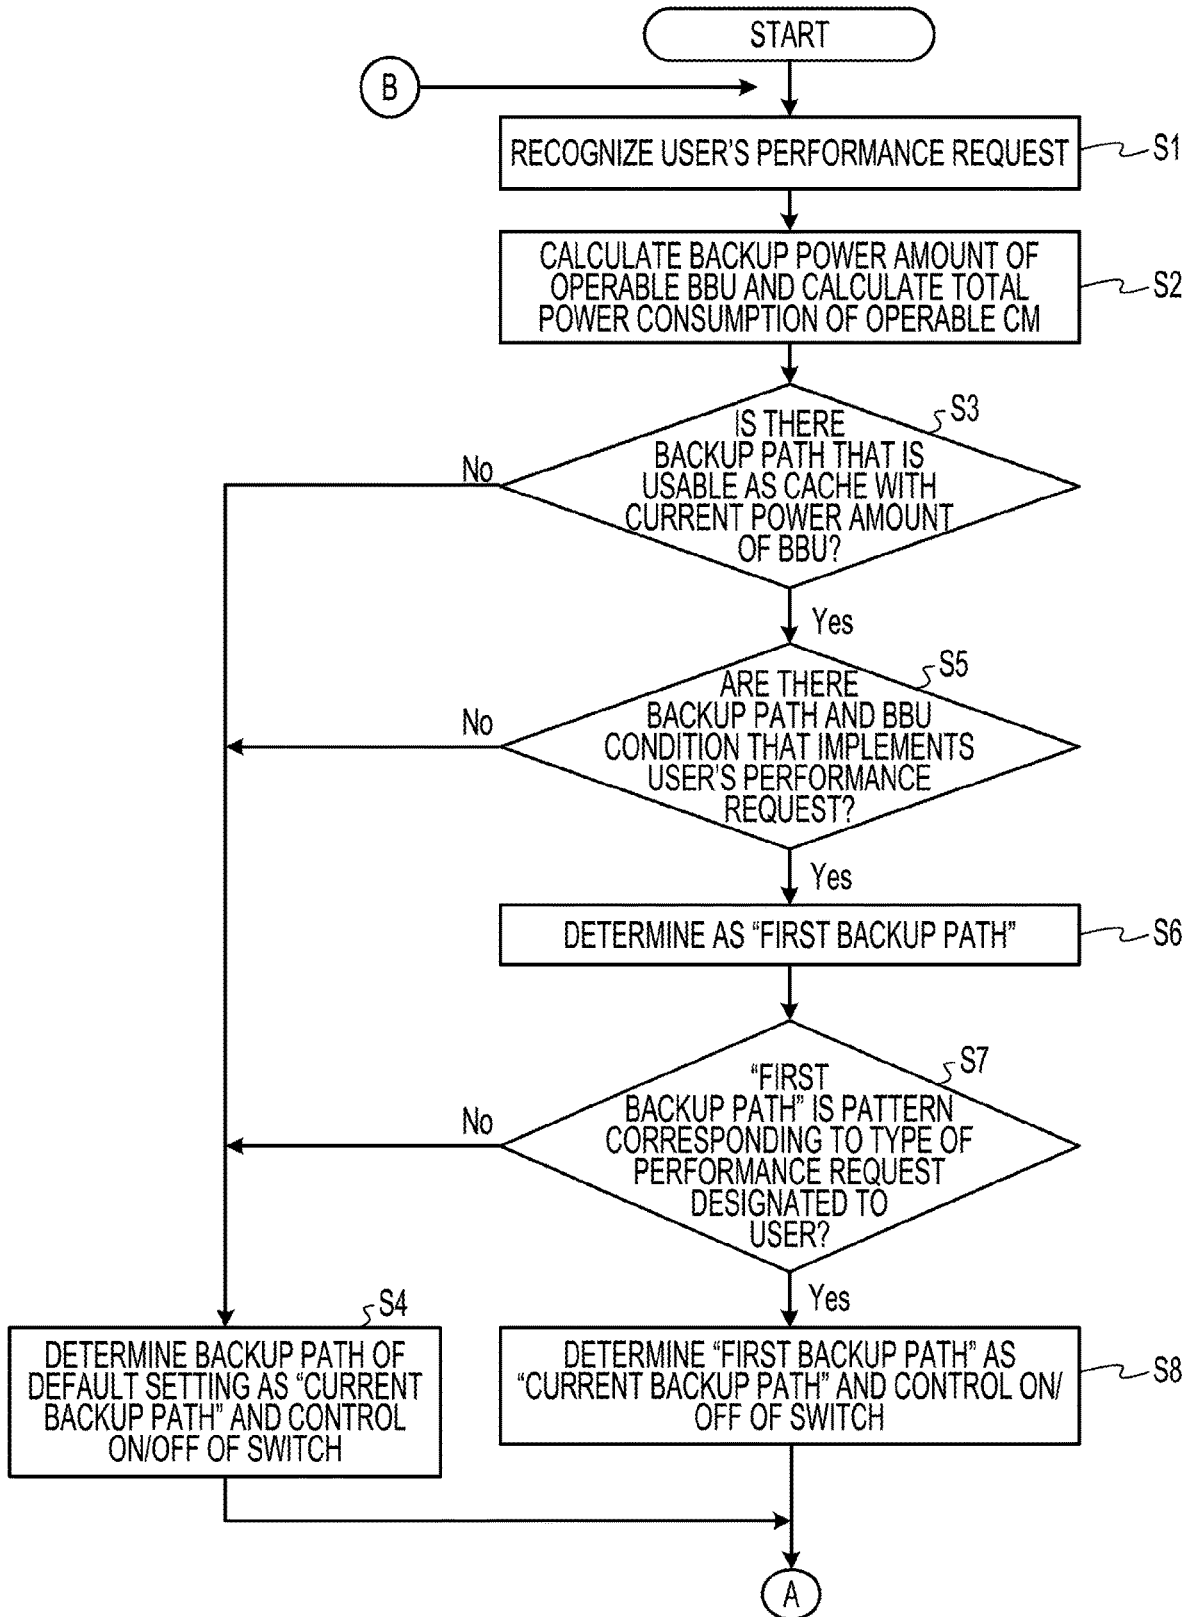 START
B
RECOGNIZE USER'S PERFORMANCE REQUEST
S1
CALCULATE BACKUP POWER AMOUNT OF
OPERABLE BBU AND CALCULATE TOTAL
POWER CONSUMPTION OF OPERABLE CM
S2
S3
IS THERE
BACKUP PATH THAT IS
USABLE AS CACHE WITH
CURRENT POWER AMOUNT
OF BBU?
No
Yes
S5
ARE THERE
BACKUP PATH AND BBU
CONDITION THAT IMPLEMENTS
USER'S PERFORMANCE
REQUEST?
No
Yes
DETERMINE AS "FIRST BACKUP PATH"
S6
S7
"FIRST
BACKUP PATH" IS PATTERN
CORRESPONDING TO TYPE OF
PERFORMANCE REQUEST
DESIGNATED TO
USER?
No
Yes
S4
DETERMINE BACKUP PATH OF
DEFAULT SETTING AS "CURRENT
BACKUP PATH" AND CONTROL
ON/OFF OF SWITCH
DETERMINE "FIRST BACKUP PATH" AS
"CURRENT BACKUP PATH" AND CONTROL ON/
OFF OF SWITCH
S8
A